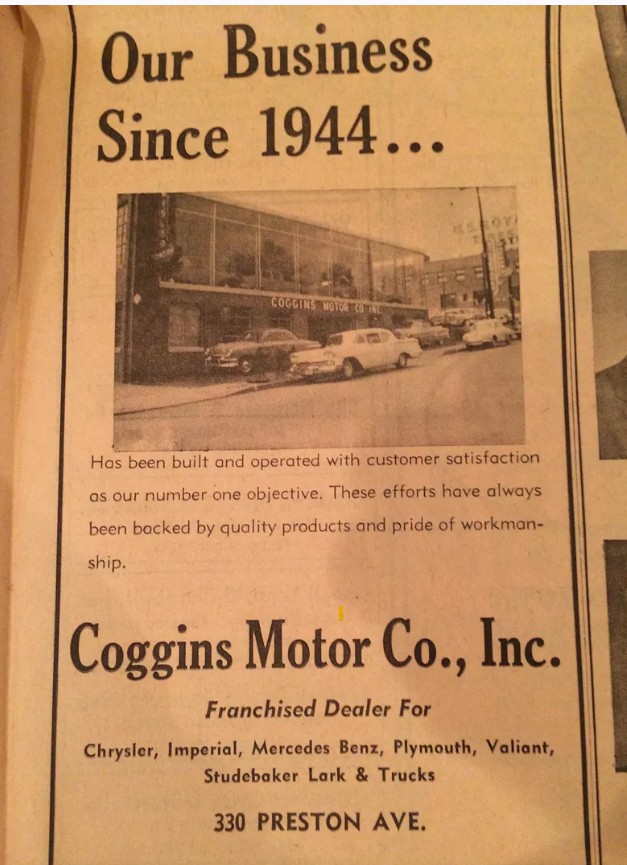 Our Business
Since 1944...
COGGINS MOTOR CO INC.
Has been built and operated with customer satisfaction
as our number one objective. These efforts have always
been backed by quality products and pride of workman-
ship.
Coggins Motor Co., Inc.
Franchised Dealer For
Chrysler, Imperial, Mercedes Benz, Plymouth, Valiant,
Studebaker Lark & Trucks
330 PRESTON AVE.